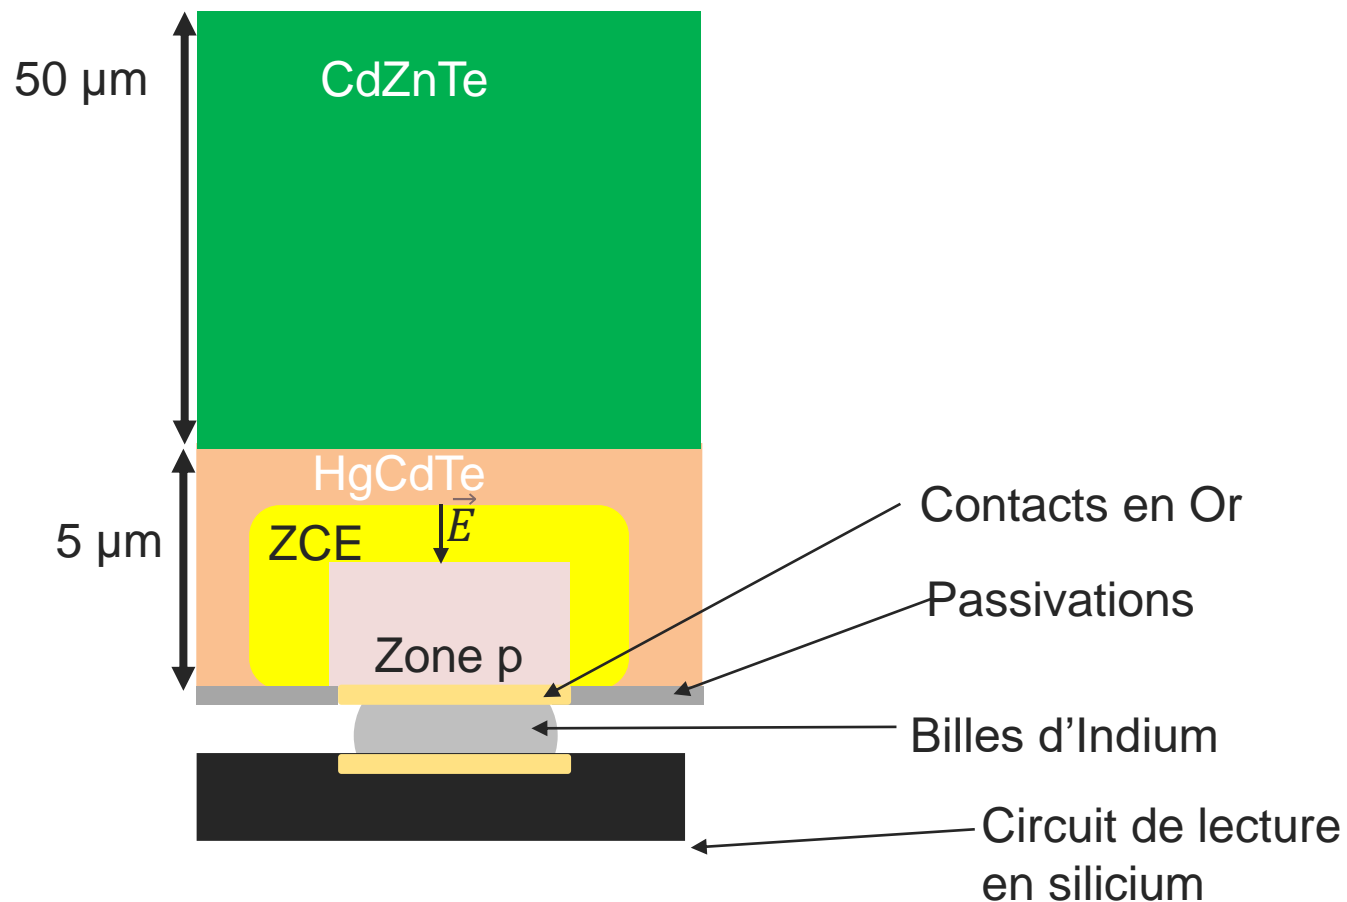 50 µm
CdZnTe
HgCdTe
E
ZCE
5 µm
Zone p
Contacts en Or
Passivations
Billes d’Indium
Circuit de lecture
en silicium